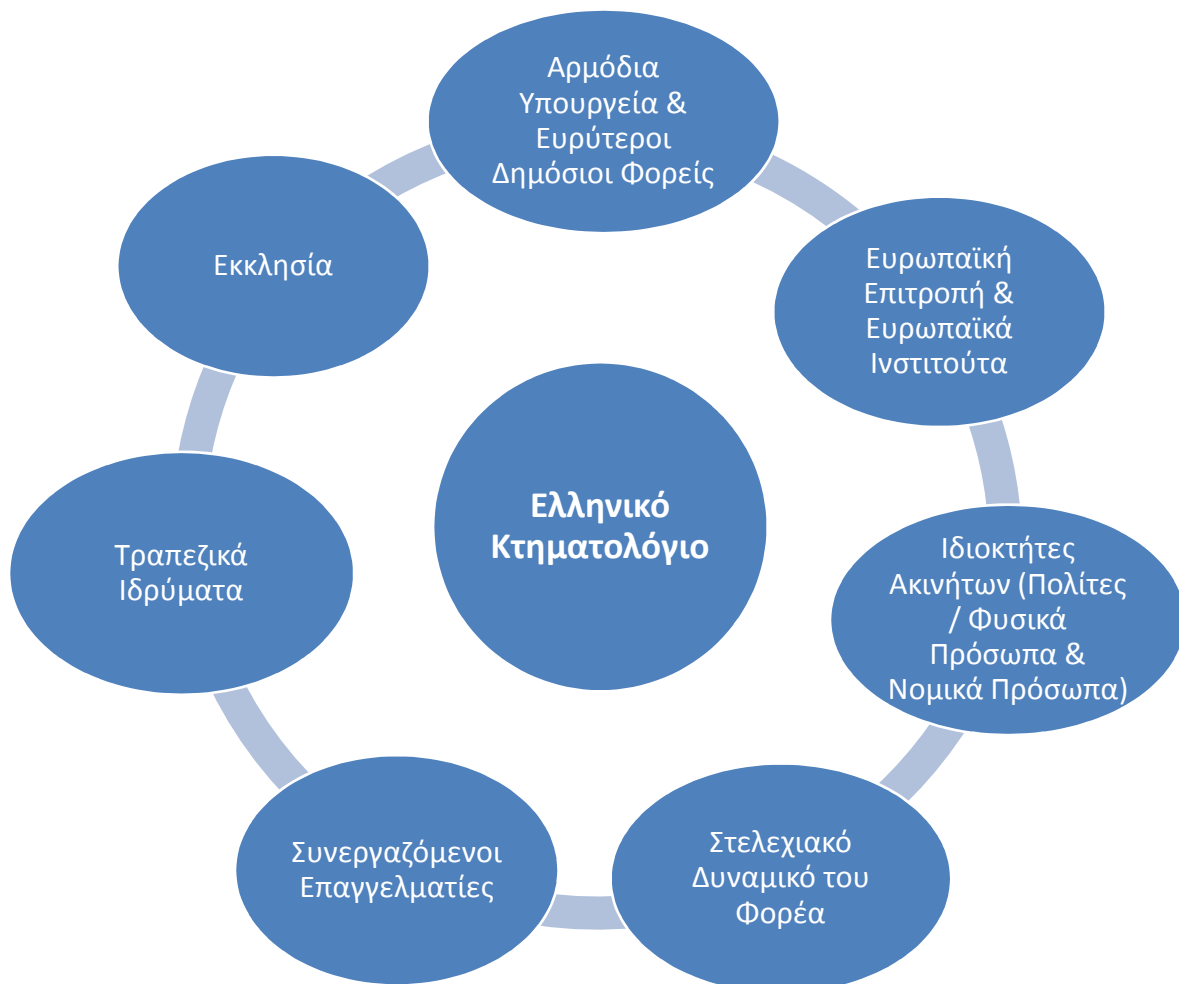 Αρμόδια
Υπουργεία &
Ευρύτεροι
Δημόσιοι Φορείς
Ευρωπαϊκή
Επιτροπή &
Ευρωπαϊκά
Ινστιτούτα
Ιδιοκτήτες
Ακινήτων (Πολίτες
/ Φυσικά
Πρόσωπα &
Νομικά Πρόσωπα)
Στελεχιακό
Δυναμικό του
Φορέα
Συνεργαζόμενοι
Επαγγελματίες
Τραπεζικά
Ιδρύματα
Εκκλησία
Ελληνικό
Κτηματολόγιο